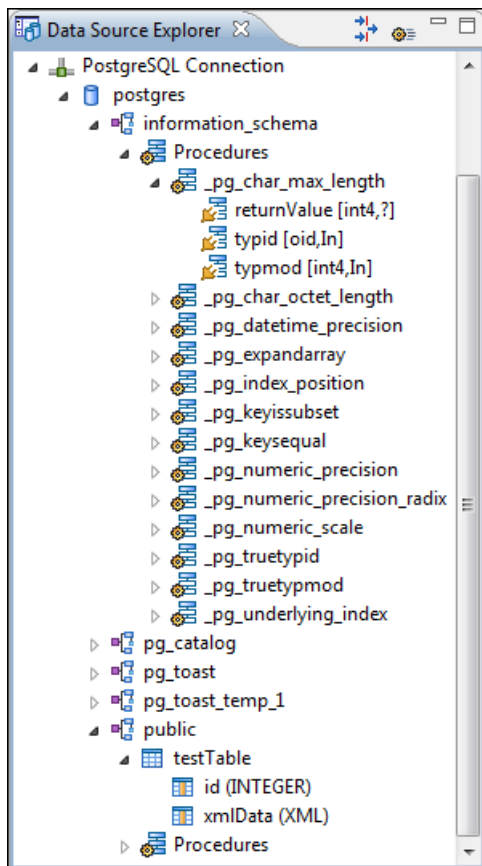 Data Source Explorer
PostgreSQL Connection
postgres
information_schema
Procedures
_pg_char_max_length
returnValue [int4,?]
typid [oid,In]
typmod [int4,In]
_pg_char_octet_length
_pg_datetime_precision
_pg_expandarray
_pg_index_position
_pg_keyissubset
_pg_keysequal
_pg_numeric_precision
_pg_numeric_precision_radix
_pg_numeric_scale
_pg_truetypid
_pg_truetypmod
_pg_underlying_index
pg_catalog
pg_toast
pg_toast_temp_1
public
testTable
id (INTEGER)
xmlData (XML)
Procedures